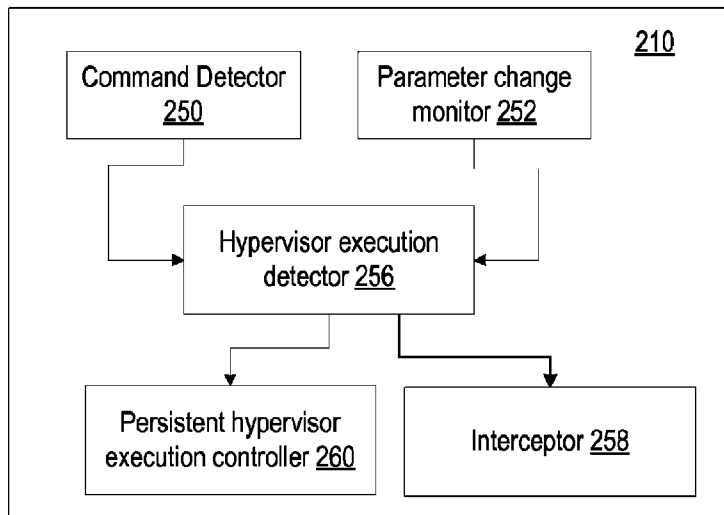 210
Command Detector
250
Parameter change
monitor 252
Hypervisor execution
detector 256
Persistent hypervisor
execution controller 260
Interceptor 258